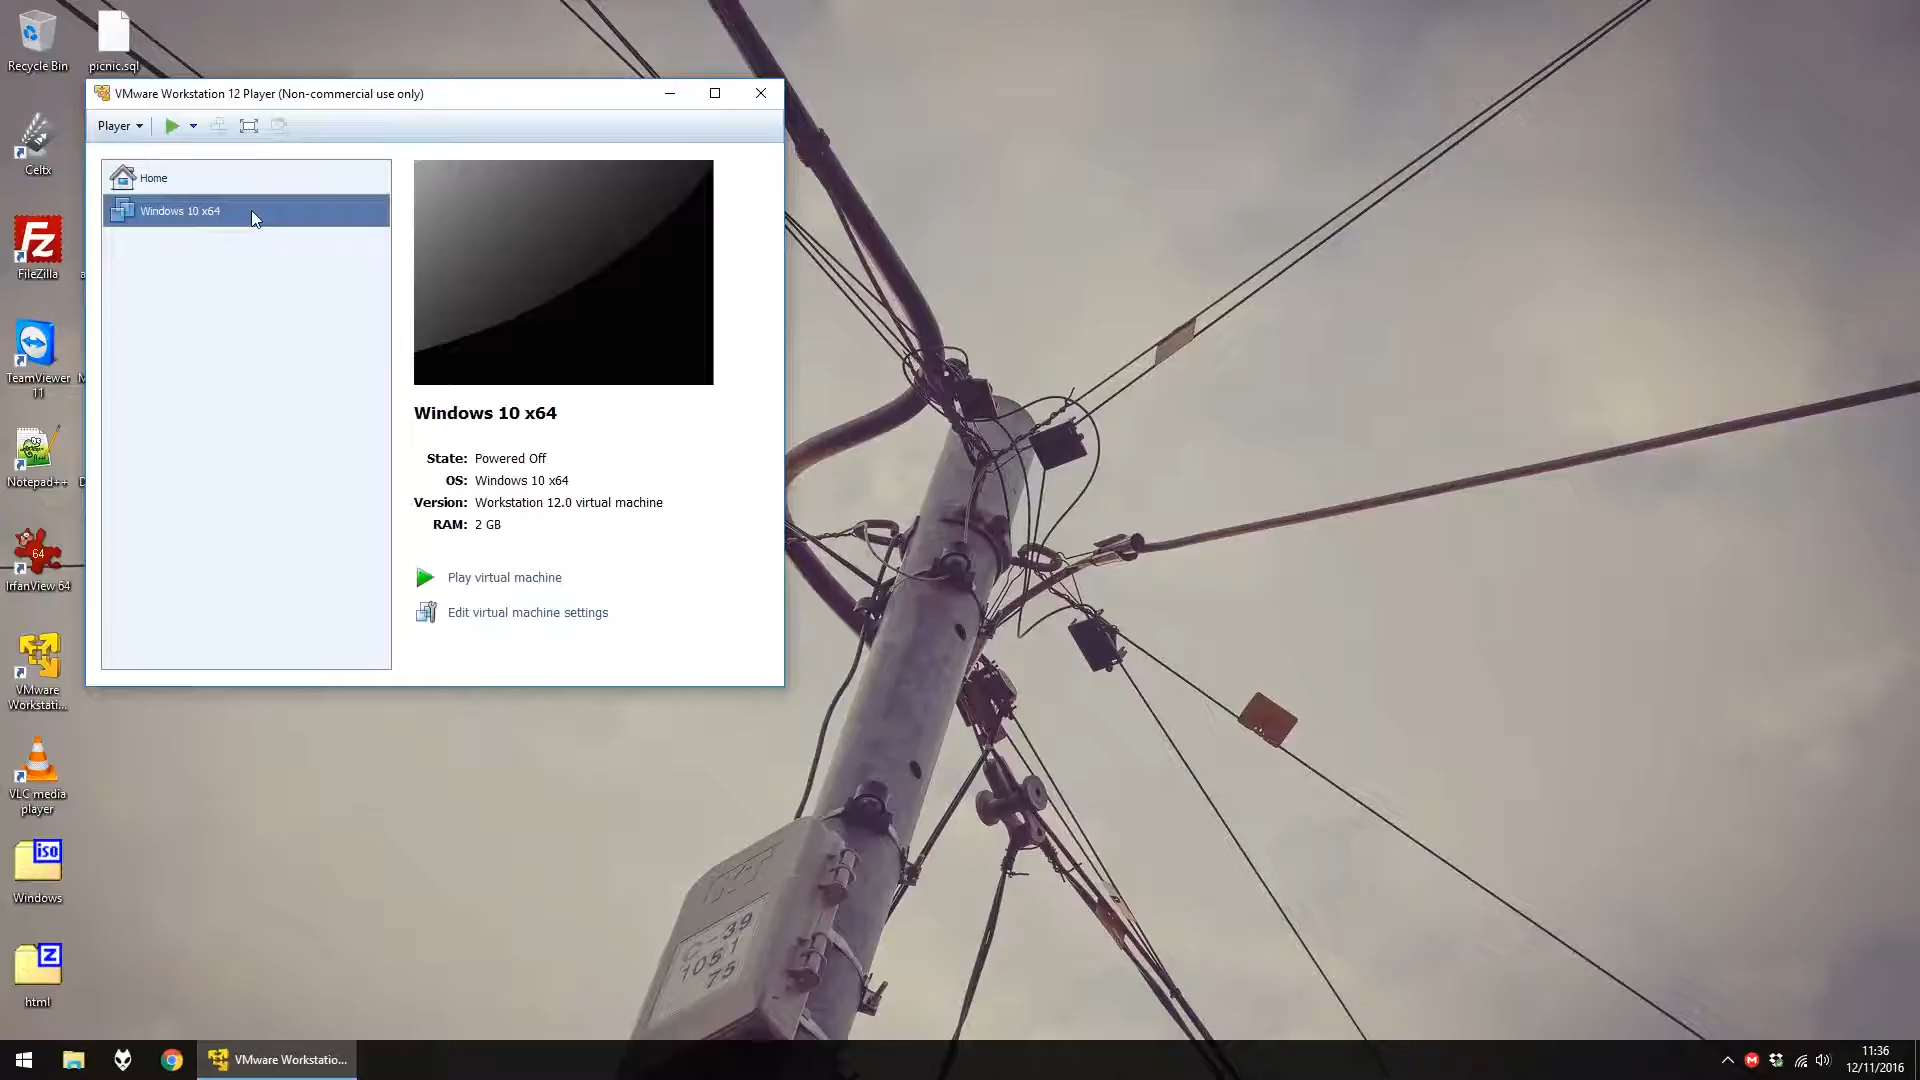 Recycle Bin
picnic.sql
Celtx
FileZilla
TeamViewer
11
Notepad++
64
IrfanView 64
VMware
Workstati...
VLC media
player
iso
Windows
Z
html
VMware Workstation 12 Player (Non-commercial use only)
Player
Home
Windows 10 x64
Windows 10 x64
State: Powered Off
OS: Windows 10 x64
Version: Workstation 12.0 virtual machine
RAM: 2 GB
Play virtual machine
Edit virtual machine settings
C-39
1051
75
VMware Workstatio...
11:36
12/11/2016